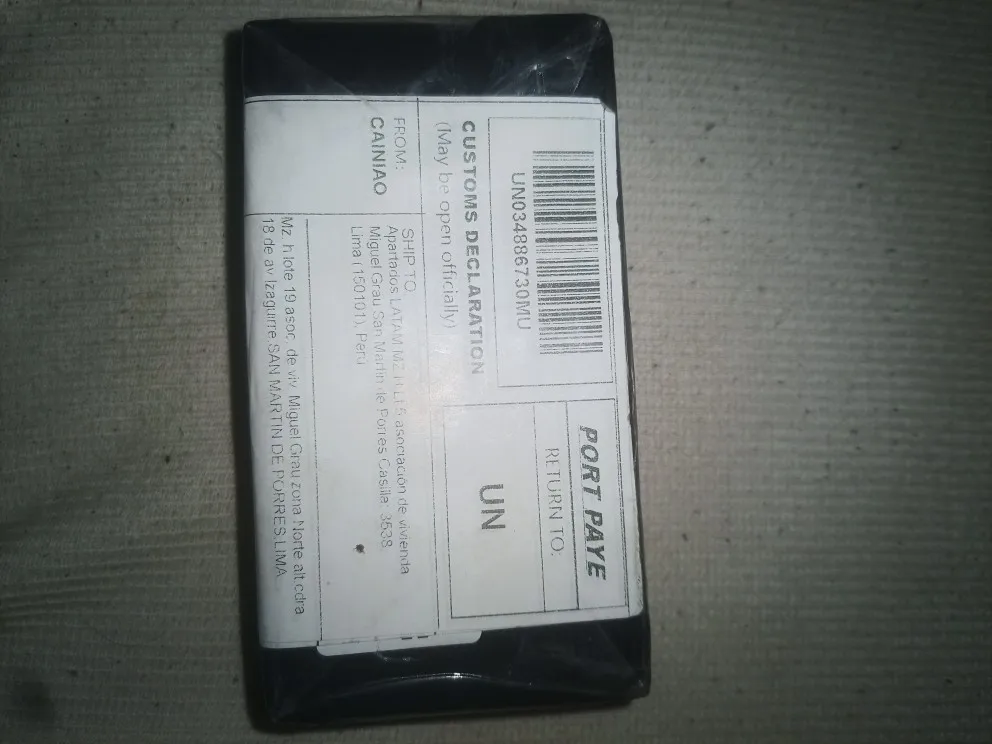 UN034886730MU
PORT PAYE
RETURN TO:
UN
CUSTOMS DECLARATION
(May be open officially)
FROM:
CAINIAO
SHIP TO:
Apartados LATAM MZ asociación de vivienda
Miguel Grau San Martin de Porres Casilla: 3538
Lima (150101), Perú
Mz. h lote 19 asoc. de viv. Miguel Grau zona Norte alt.cdra
18 de av Izaguirre SAN MARTIN DE PORRES-LIMA